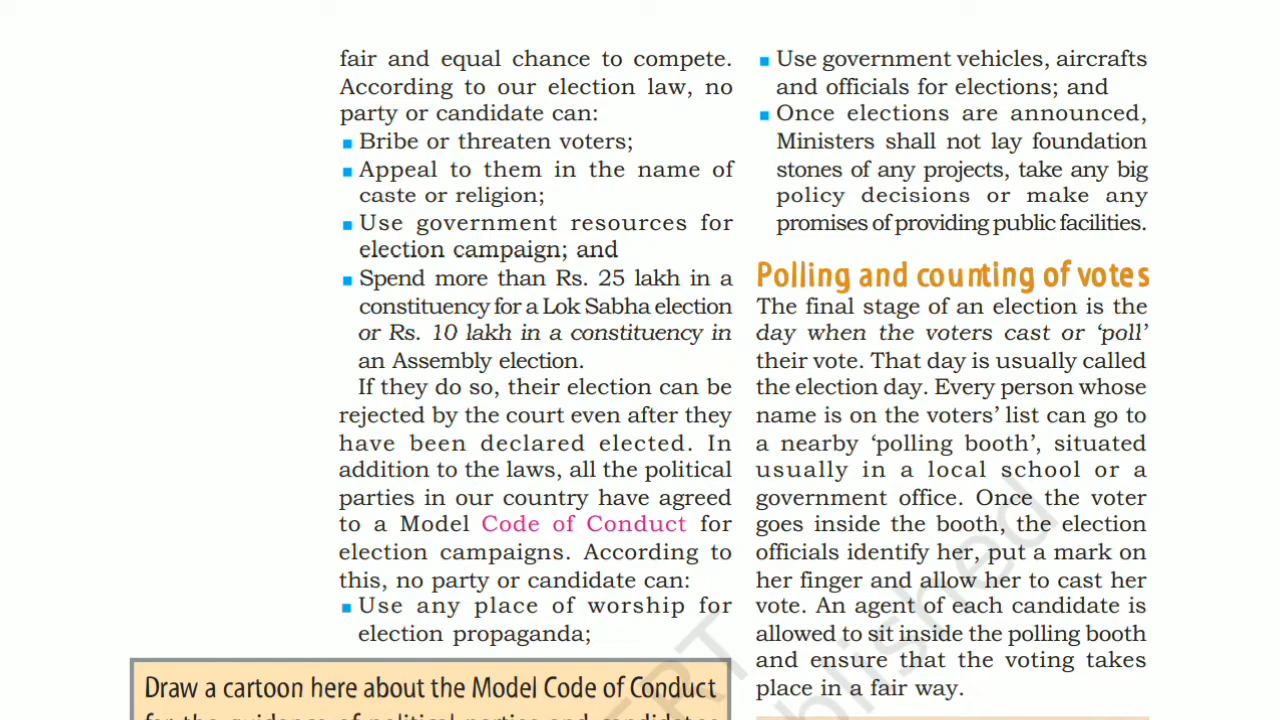 fair and equal chance to compete.
According to our election law, no
party or candidate can:
▪ Bribe or threaten voters;
▪ Appeal to them in the name of
caste or religion;
▪ Use government resources for
election campaign; and
▪ Spend more than Rs. 25 lakh in a
constituency for a Lok Sabha election
or Rs. 10 lakh in a constituency in
an Assembly election.
If they do so, their election can be
rejected by the court even after they
have been declared elected. In
addition to the laws, all the political
parties in our country have agreed
to a Model Code of Conduct for
election campaigns. According to
this, no party or candidate can:
▪ Use any place of worship for
election propaganda;
Draw a cartoon here about the Model Code of Conduct
for the guidance of political parties and candidates
▪ Use government vehicles, aircrafts
and officials for elections; and
▪ Once elections are announced,
Ministers shall not lay foundation
stones of any projects, take any big
policy decisions or make any
promises of providing public facilities.
Polling and counting of votes
The final stage of an election is the
day when the voters cast or ‘poll’
their vote. That day is usually called
the election day. Every person whose
name is on the voters’ list can go to
a nearby ‘polling booth’, situated
usually in a local school or a
government office. Once the voter
goes inside the booth, the election
officials identify her, put a mark on
her finger and allow her to cast her
vote. An agent of each candidate is
allowed to sit inside the polling booth
and ensure that the voting takes
place in a fair way.